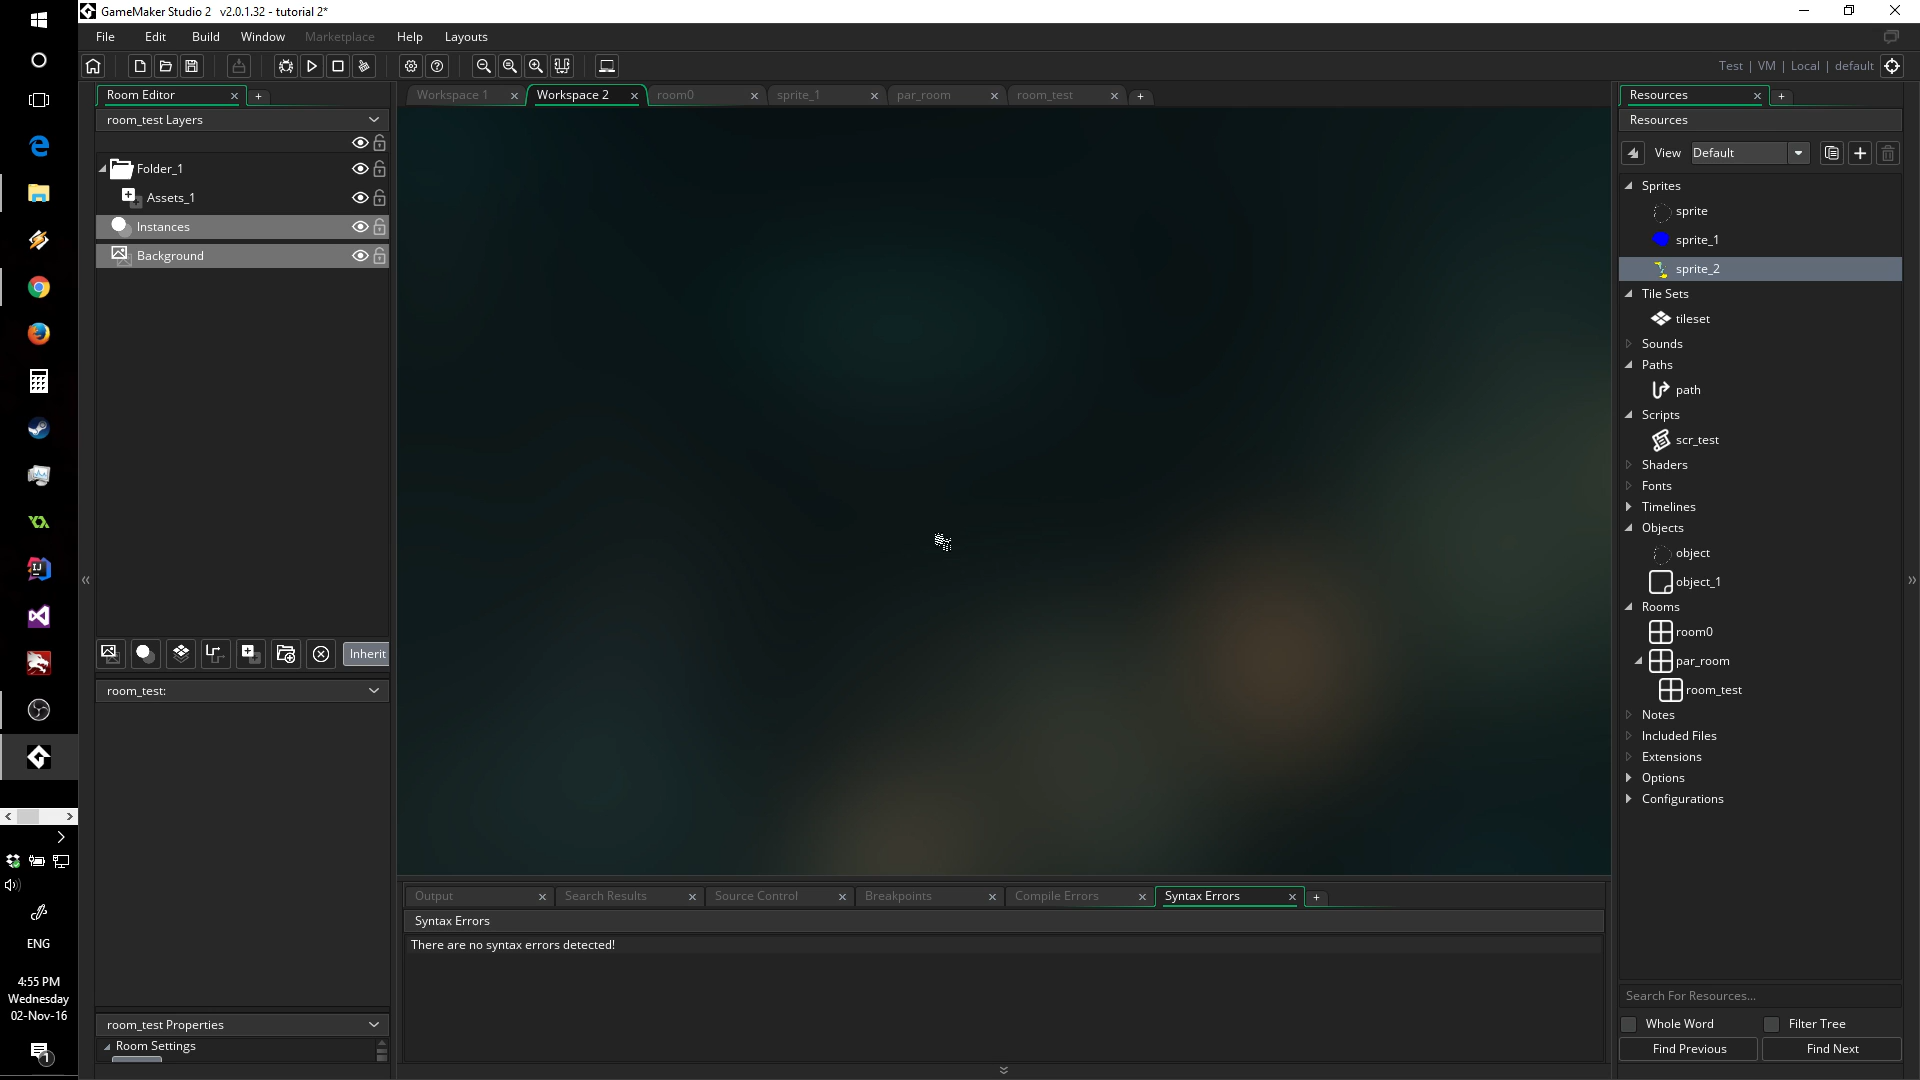 GameMaker Studio 2 v2.0.1.32 - tutorial 2*
File Edit Build Window Marketplace Help Layouts
Test | VM | Local | default
Room Editor
room_test Layers
Folder_1
Assets_1
Instances
Background
Inherit
room_test:
room_test Properties
Room Settings
Workspace 1 Workspace 2 room0 sprite_1 par_room room_test
Output Search Results Source Control Breakpoints Compile Errors Syntax Errors
Syntax Errors
There are no syntax errors detected!
Resources
Resources
View Default
Sprites
sprite
sprite_1
sprite_2
Tile Sets
tileset
Sounds
Paths
path
Scripts
scr_test
Shaders
Fonts
Timelines
Objects
object
object_1
Rooms
room0
par_room
room_test
Notes
Included Files
Extensions
Options
Configurations
Search For Resources...
Whole Word Filter Tree
Find Previous Find Next
ENG
4:55 PM
Wednesday
02-Nov-16
1